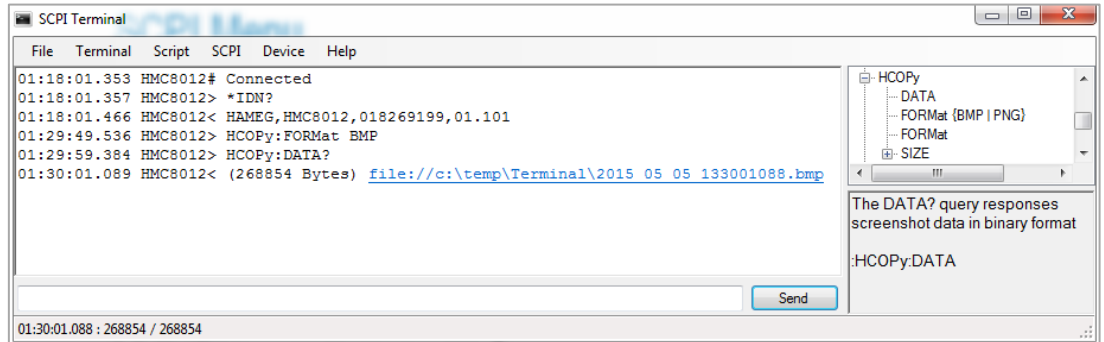 SCPI Terminal
SCPI Menu
File Terminal Script SCPI Device Help
01:18:01.353 HMC8012# Connected
01:18:01.357 HMC8012> *IDN?
01:18:01.466 HMC8012< HAMEG,HMC8012,018269199,01.101
01:29:49.536 HMC8012> HCOPy:FORMat BMP
01:29:59.384 HMC8012> HCOPy:DATA?
01:30:01.089 HMC8012< (268854 Bytes) file://c:\temp\Terminal\2015_05_05_133001088.bmp
HCOPy
DATA
FORMat {BMP | PNG}
FORMat
SIZE
The DATA? query responses
screenshot data in binary format
:HCOPy:DATA
Send
01:30:01.088 : 268854 / 268854